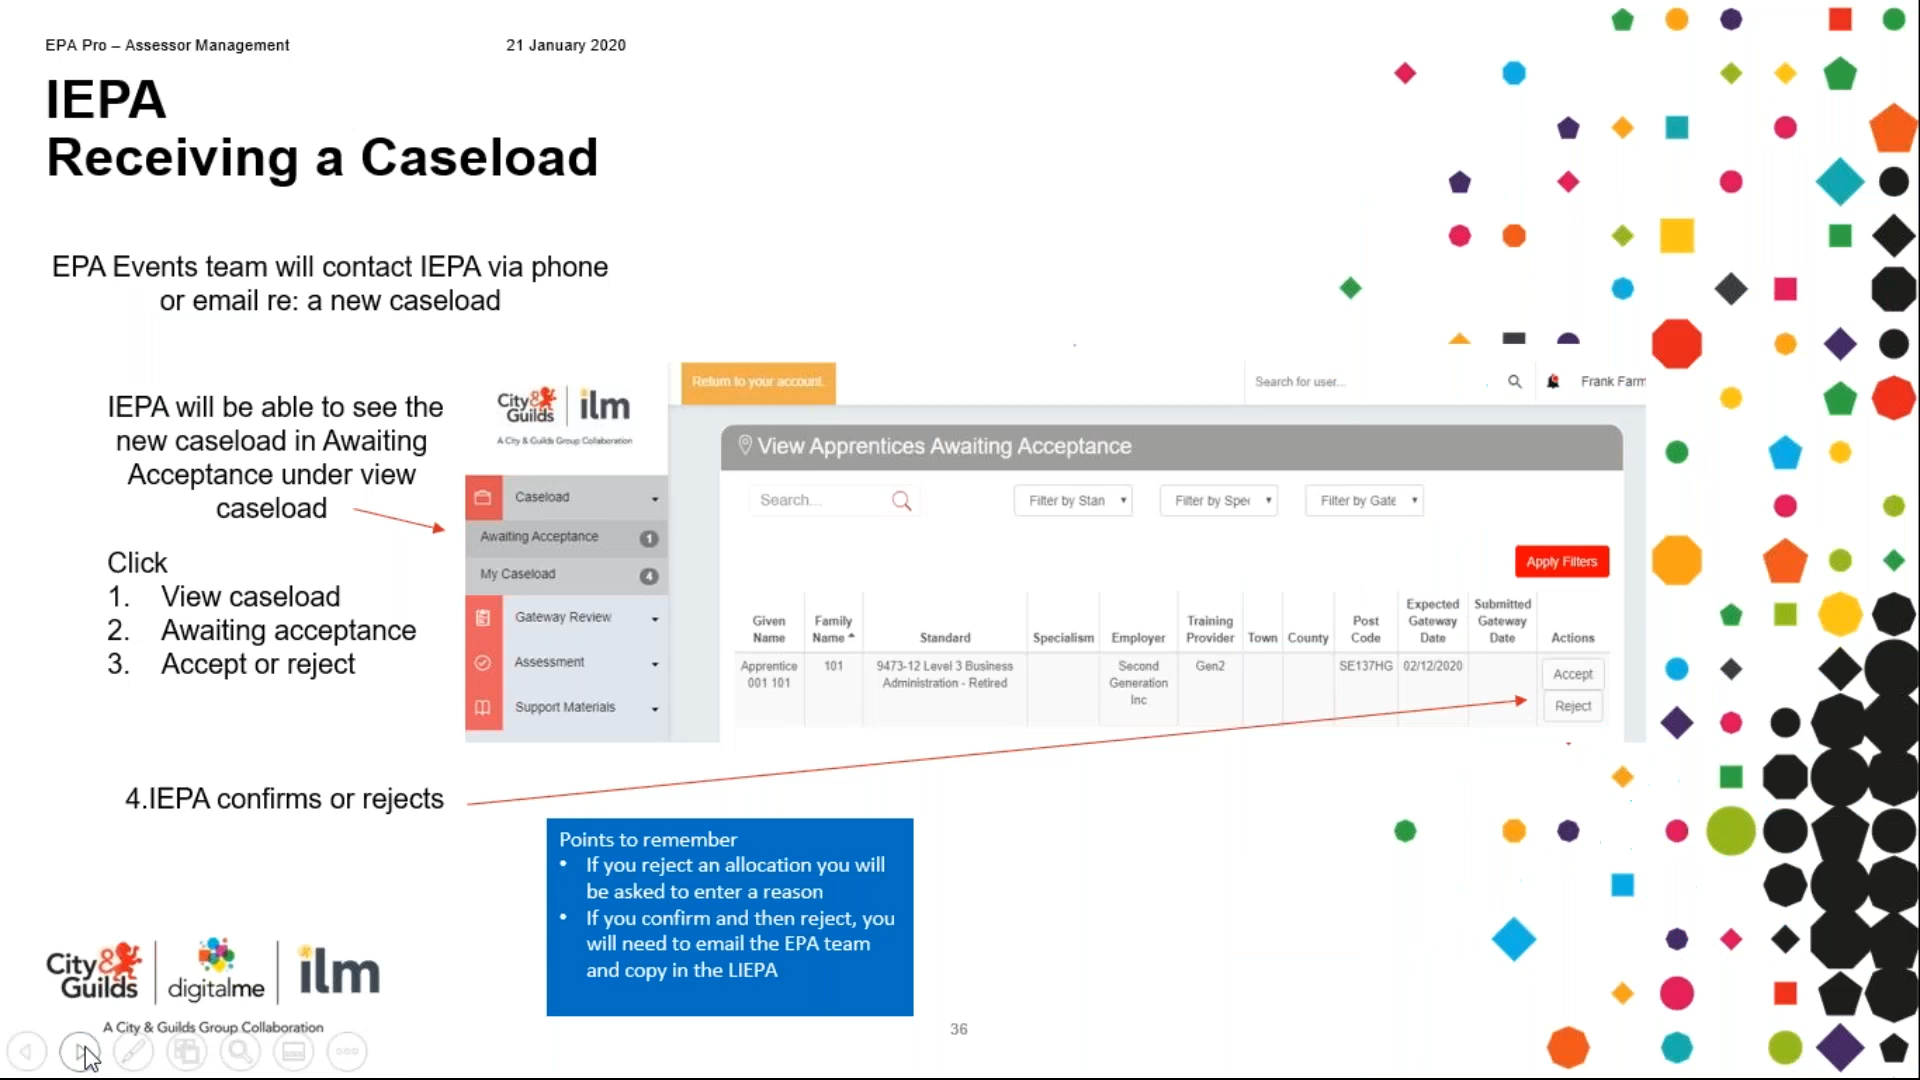 EPA Pro – Assessor Management
21 January 2020
IEPA
Receiving a Caseload
EPA Events team will contact IEPA via phone
or email re: a new caseload
IEPA will be able to see the
new caseload in Awaiting
Acceptance under view
caseload
Click
1. View caseload
2. Awaiting acceptance
3. Accept or reject
4.IEPA confirms or rejects
City & Guilds ilm
A City & Guilds Group Collaboration
Return to your account.
Search for user...
Frank Farm
Caseload
Awaiting Acceptance 1
My Caseload 4
Gateway Review
Assessment
Support Materials
View Apprentices Awaiting Acceptance
Search...
Filter by Stan
Filter by Spec
Filter by Gate
Apply Filters
Given Name
Family Name
Standard
Specialism
Employer
Training Provider
Town
County
Post Code
Expected Gateway Date
Submitted Gateway Date
Actions
Apprentice 001 101
101
9473-12 Level 3 Business Administration - Retired
Second Generation Inc
Gen2
SE137HG
02/12/2020
Accept
Reject
Points to remember
• If you reject an allocation you will
be asked to enter a reason
• If you confirm and then reject, you
will need to email the EPA team
and copy in the LIEPA
City & Guilds digitalme ilm
A City & Guilds Group Collaboration
36